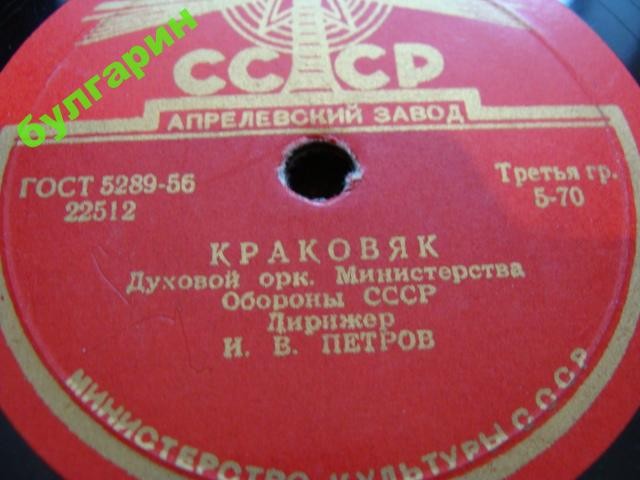 булгарин
СССР
АПРЕЛЕВСКИЙ ЗАВОД
ГОСТ 5289-56
22512
Третья гр.
5-70
КРАКОВЯК
Духовой орк. Министерства
Обороны СССР
Дирижер
И. В. ПЕТРОВ
МИНИСТЕРСТВО КУЛЬТУРЫ СССР